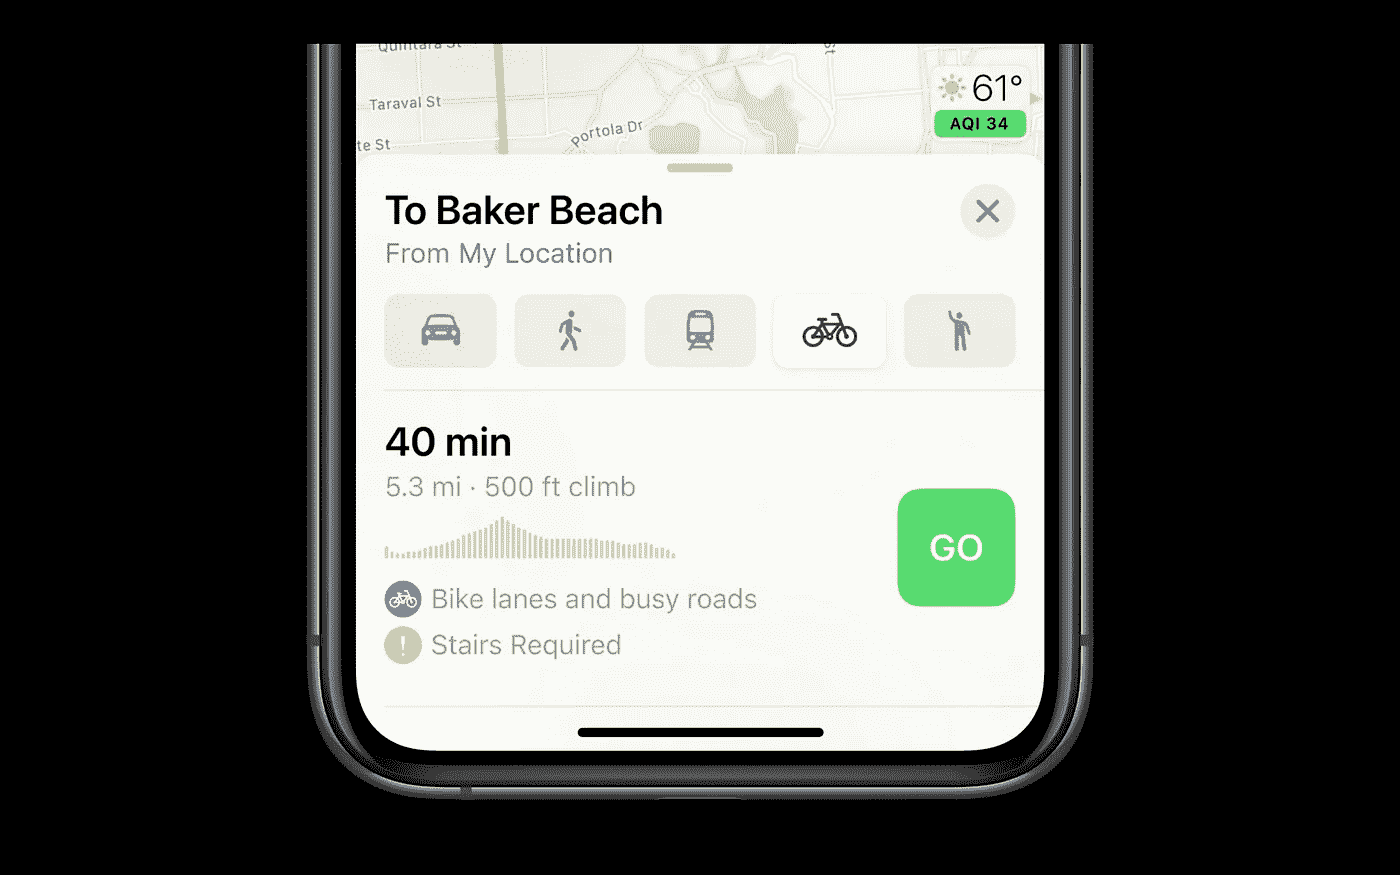 Quintara St
St
61°
Taraval St
AQI 34
Portola Dr
te St
To Baker Beach
From My Location
40 min
5.3 mi · 500 ft climb
GO
Bike lanes and busy roads
Stairs Required